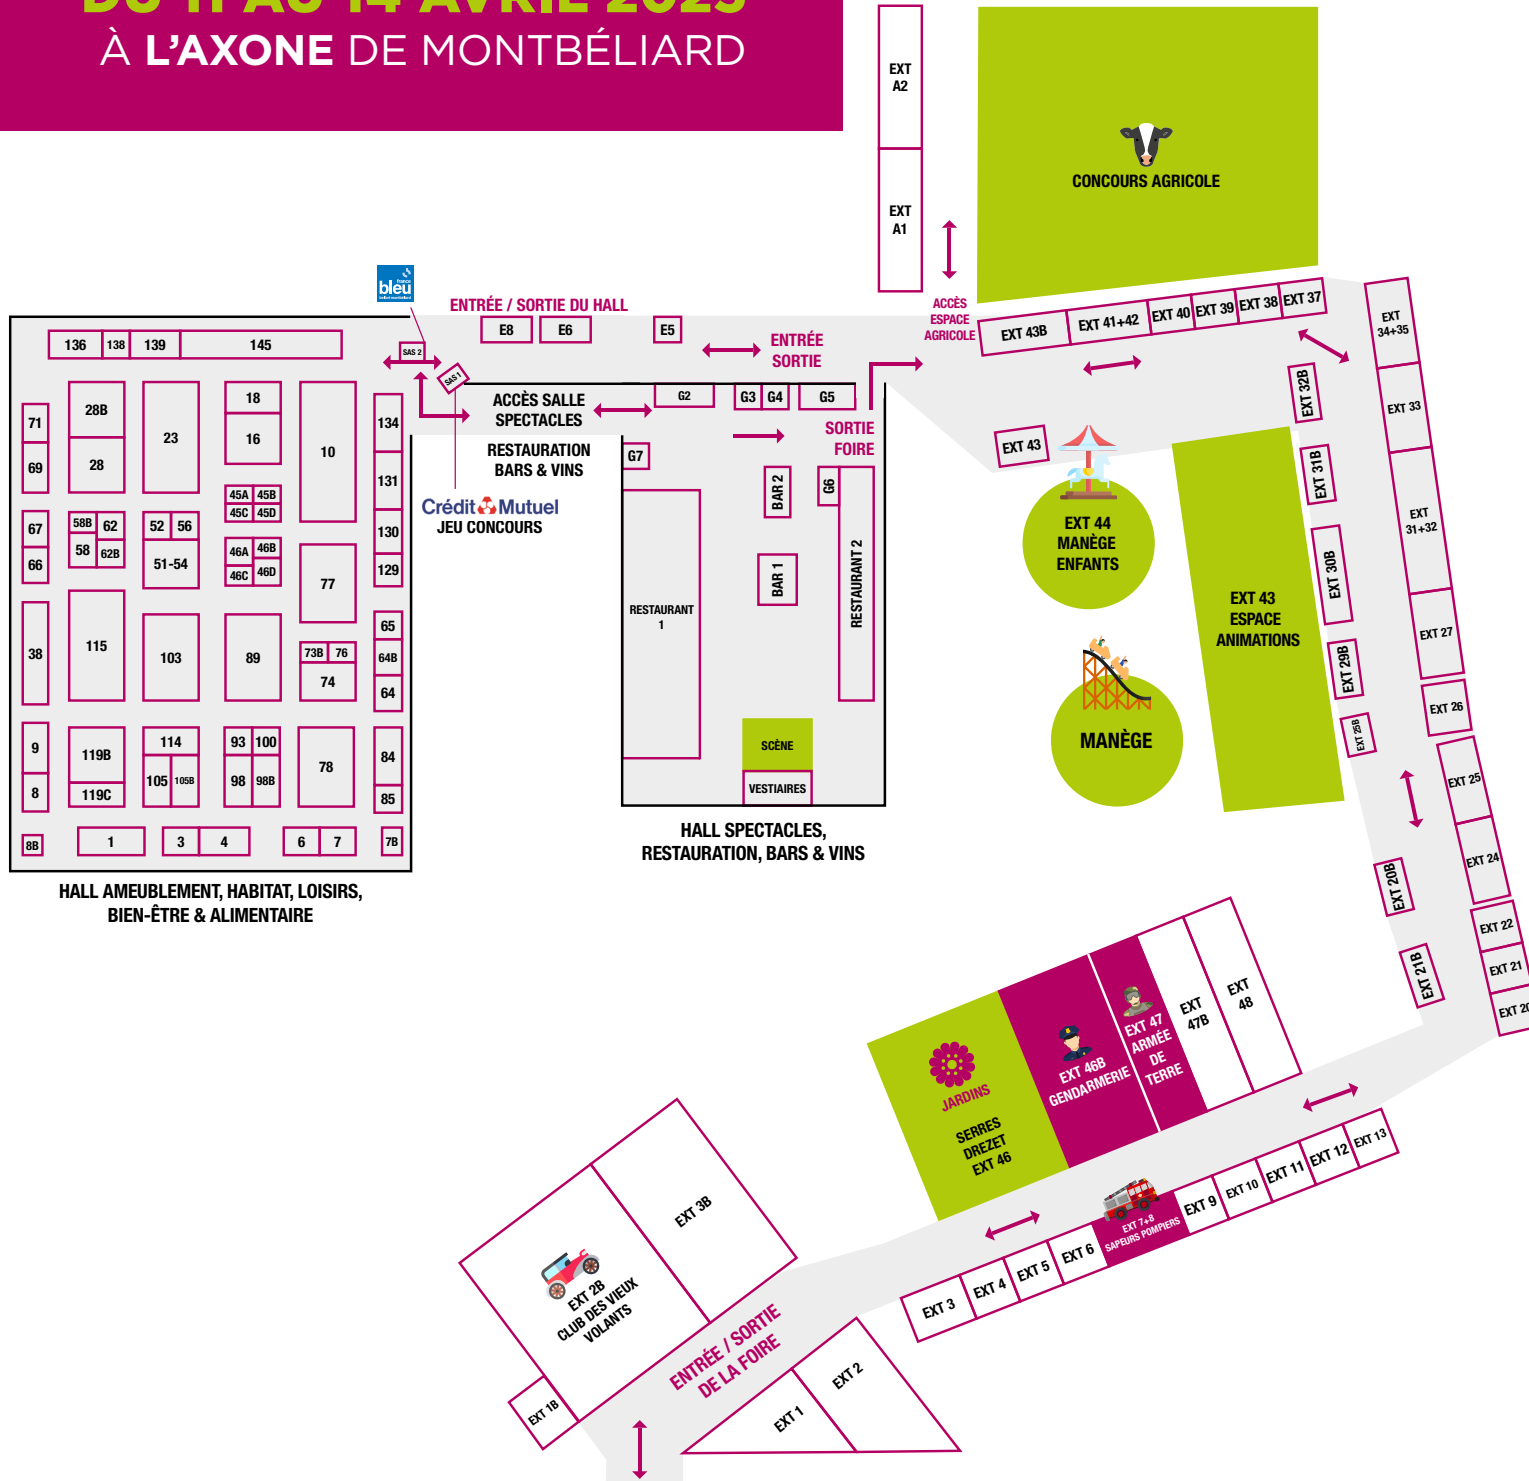 DU 11 AU 14 AVRIL 2025
À L'AXONE DE MONTBÉLIARD
EXT
A2
EXT
A1
CONCOURS AGRICOLE
ACCÈS
ESPACE
AGRICOLE
EXT 43B
EXT 41+42
EXT 40
EXT 39
EXT 38
EXT 37
EXT
34+35
EXT 33
EXT
31+32
EXT 27
EXT 26
EXT 25
EXT 24
EXT 22
EXT 21
EXT 20
EXT 32B
EXT 31B
EXT 30B
EXT 29B
EXT 25B
EXT 20B
EXT 21B
EXT 43
EXT 44
MANÈGE
ENFANTS
MANÈGE
EXT 43
ESPACE
ANIMATIONS
france
bleu
ENTRÉE / SORTIE DU HALL
E8
E6
E5
ENTRÉE
SORTIE
SAS 2
SAS 1
ACCÈS SALLE
SPECTACLES
RESTAURATION
BARS & VINS
Crédit Mutuel
JEU CONCOURS
G2
G3
G4
G5
SORTIE
FOIRE
G7
G6
BAR 2
BAR 1
RESTAURANT
1
RESTAURANT 2
SCÈNE
VESTIAIRES
HALL SPECTACLES,
RESTAURATION, BARS & VINS
136
138
139
145
71
69
28B
28
23
18
16
10
134
131
45A
45B
45C
45D
67
66
58B
62
58
62B
52
56
51-54
46A
46B
46C
46D
77
130
129
38
115
103
89
73B
76
74
65
64B
64
9
8
119B
119C
114
105
105B
93
100
98
98B
78
84
85
8B
1
3
4
6
7
7B
HALL AMEUBLEMENT, HABITAT, LOISIRS,
BIEN-ÊTRE & ALIMENTAIRE
JARDINS
SERRES
DREZET
EXT 46
EXT 46B
GENDARMERIE
EXT 47
ARMÉE
DE
TERRE
EXT
47B
EXT
48
EXT 3
EXT 4
EXT 5
EXT 6
EXT 7+8
SAPEURS POMPIERS
EXT 9
EXT 10
EXT 11
EXT 12
EXT 13
EXT 3B
EXT 2B
CLUB DES VIEUX
VOLANTS
EXT 1B
ENTRÉE / SORTIE
DE LA FOIRE
EXT 1
EXT 2